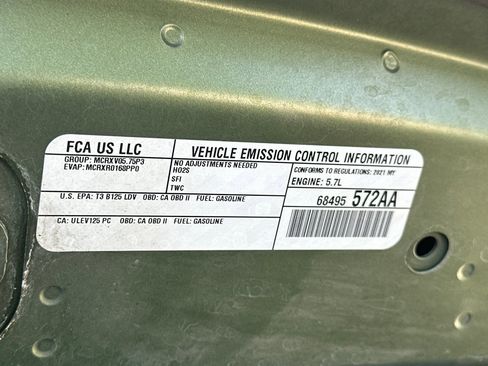 FCA US LLC
GROUP: MCRXV05.75P3
EVAP: MCRXR0168PP0
VEHICLE EMISSION CONTROL INFORMATION
NO ADJUSTMENTS NEEDED
HO2S
SFI
TWC
CONFORMS TO REGULATIONS: 2021 MY
ENGINE: 5.7L
U.S. EPA: T3 B125 LDV OBD: CA OBD II FUEL: GASOLINE
68495 572AA
CA: ULEV125 PC OBD: CA OBD II FUEL: GASOLINE